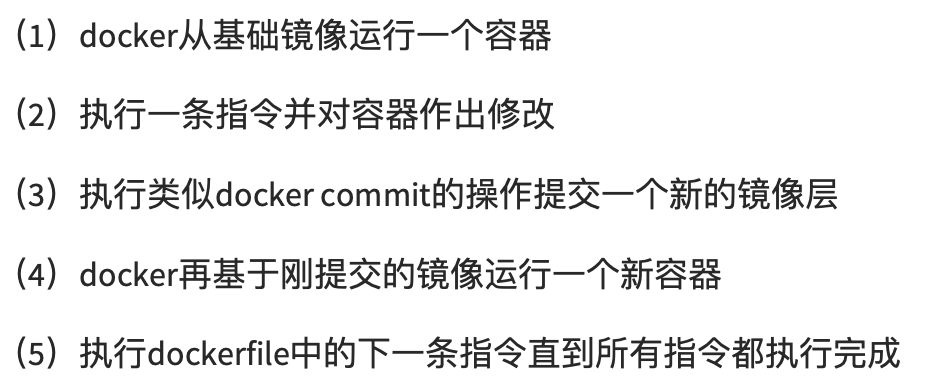 （1）docker从基础镜像运行一个容器
（2）执行一条指令并对容器作出修改
（3）执行类似docker commit的操作提交一个新的镜像层
（4）docker再基于刚提交的镜像运行一个新容器
（5）执行dockerfile中的下一条指令直到所有指令都执行完成